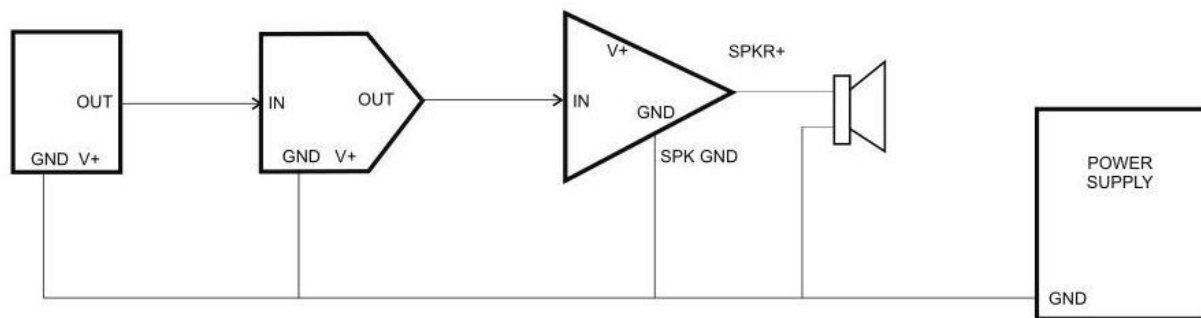 OUT
GND V+
IN
OUT
GND V+
V+
IN
GND
SPKR+
SPK GND
POWER
SUPPLY
GND